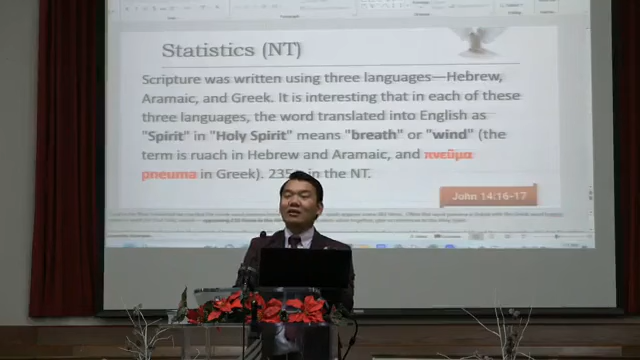 Statistics (NT)
Scripture was written using three languages—Hebrew,
Aramaic, and Greek. It is interesting that in each of these
three languages, the word translated into English as
"Spirit" in "Holy Spirit" means "breath" or "wind" (the
term is ruach in Hebrew and Aramaic, and πνεῦμα
pneuma in Greek). 235 in the NT.
John 14:16-17